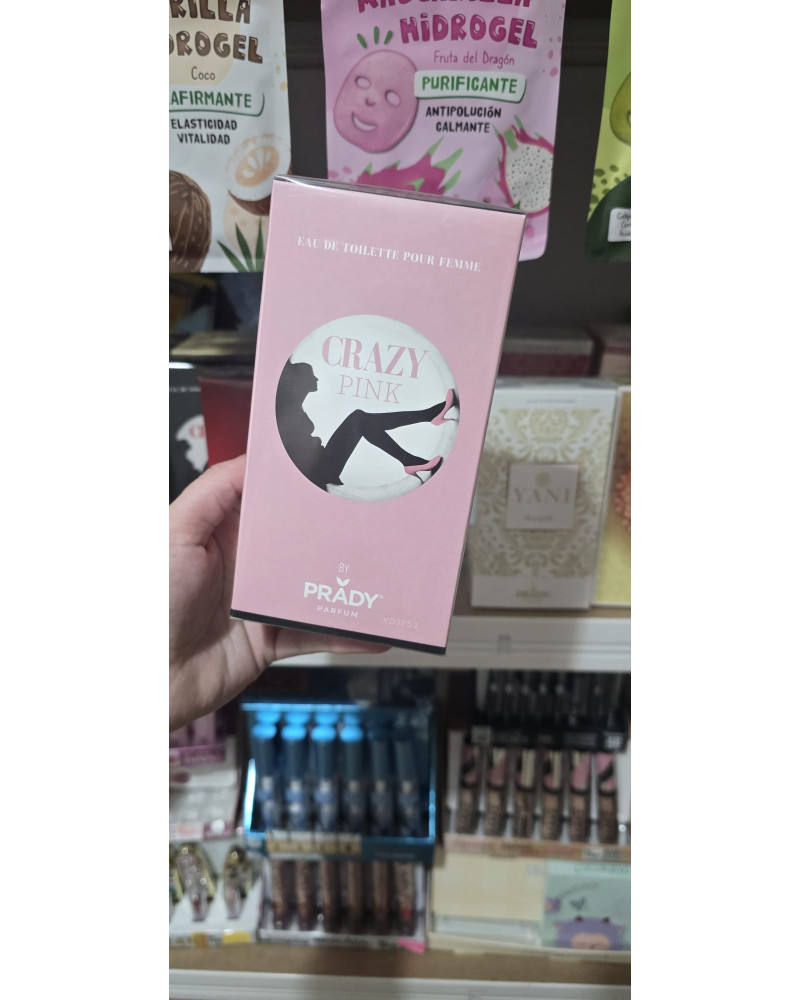 RILLA
DROGEL
Coco
AFIRMANTE
ELASTICIDAD
VITALIDAD
HiDROGEL
Fruta del Dragón
PURIFICANTE
ANTIPOLUCIÓN
CALMANTE
EAU DE TOILETTE POUR FEMME
CRAZY
PINK
BY
PRADY
PARFUM
YANI
PRADY